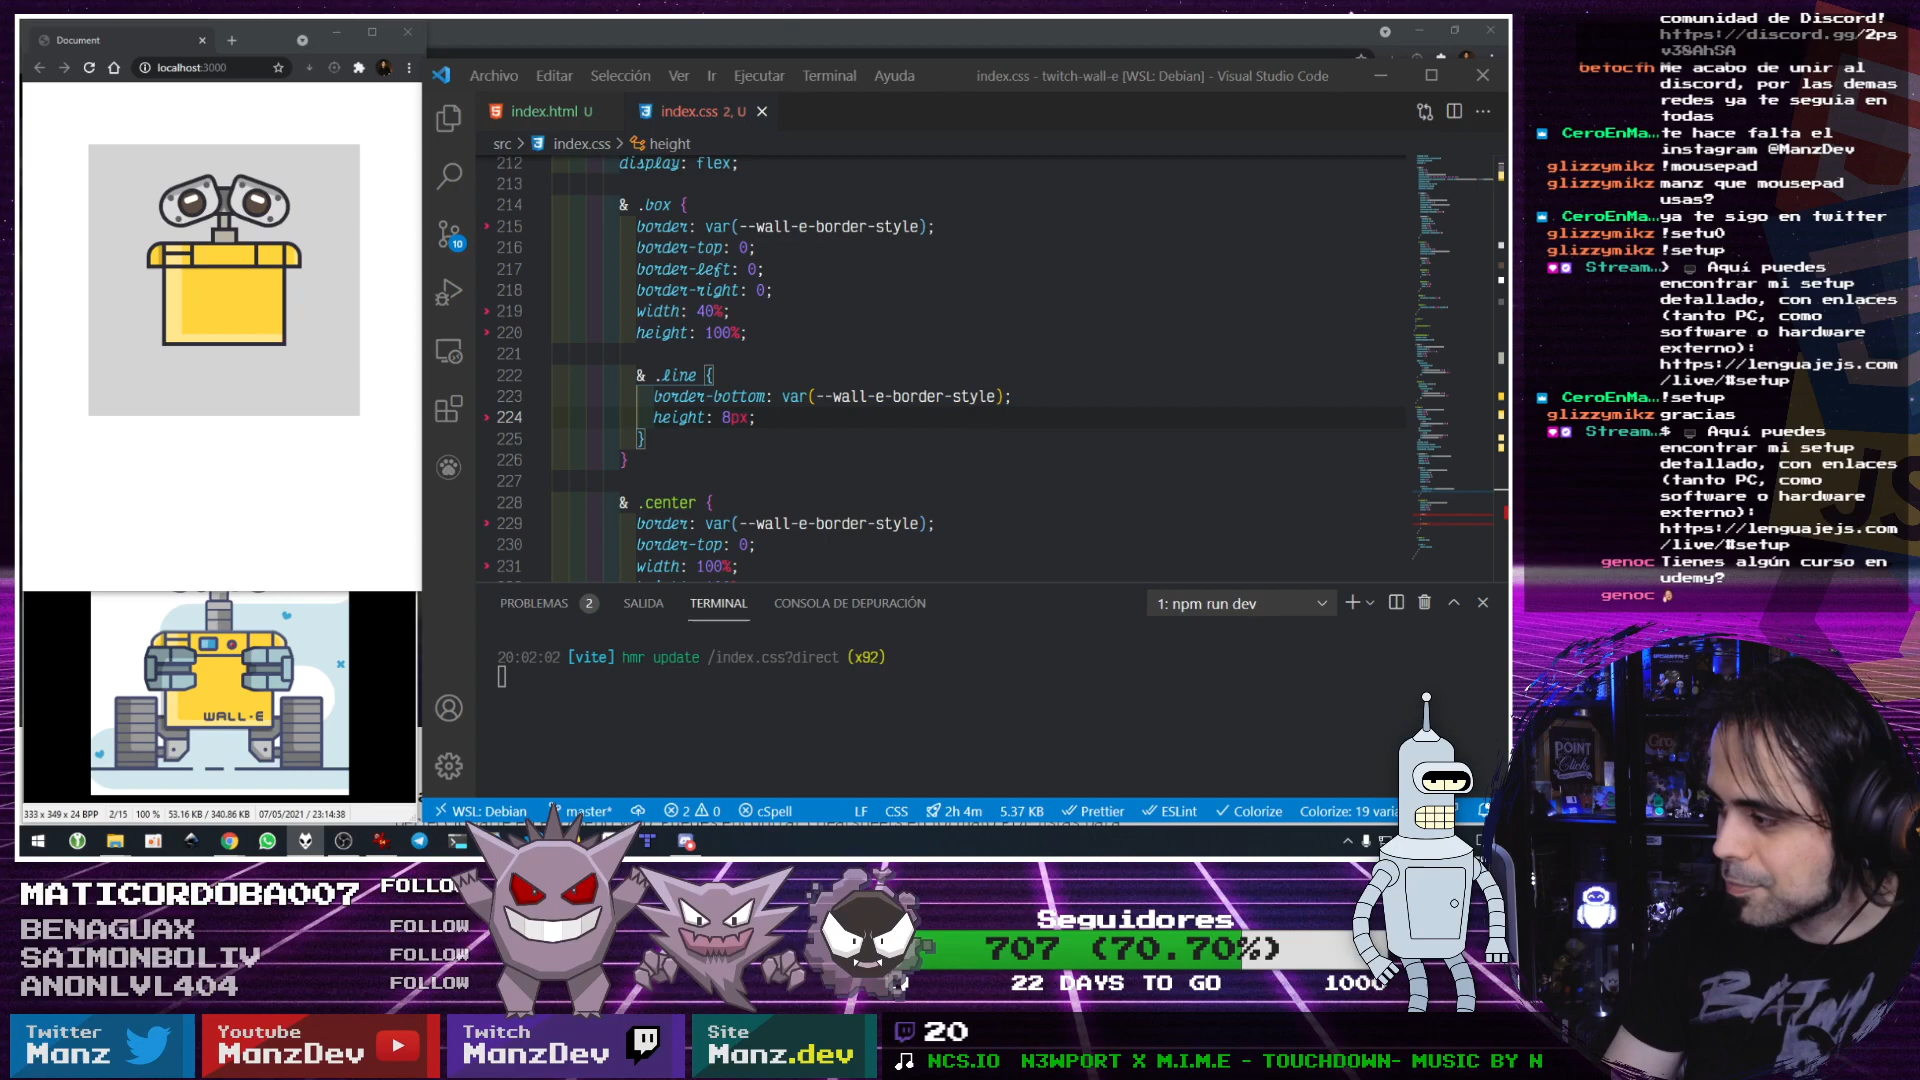 Document
localhost:3000
Archivo Editar Selección Ver Ir Ejecutar Terminal Ayuda
index.css - twitch-wall-e [WSL: Debian] - Visual Studio Code
index.html U
index.css 2, U
src > index.css > height
212 display: flex;
213
214 & .box {
215 border: var(--wall-e-border-style);
216 border-top: 0;
217 border-left: 0;
218 border-right: 0;
219 width: 40%;
220 height: 100%;
221
222 & .line {
223 border-bottom: var(--wall-e-border-style);
224 height: 8px;
225 }
226 }
227
228 & .center {
229 border: var(--wall-e-border-style);
230 border-top: 0;
231 width: 100%;
10
PROBLEMAS 2 SALIDA TERMINAL CONSOLA DE DEPURACIÓN
1: npm run dev
20:02:02 [vite] hmr update /index.css?direct (x92)
WSL: Debian master* 2 0 cSpell LF CSS 2h 4m 5.37 KB Prettier ESLint Colorize Colorize: 19 varia
WALL·E
333 x 349 x 24 BPP 2/15 100 % 53.16 KB / 340.86 KB 07/05/2021 / 23:14:38
comunidad de Discord!
https://discord.gg/2ps
v38AhSA
betocfh Me acabo de unir al
discord, por las demas
redes ya te seguia en
todas
CeroEnMa… te hace falta el
instagram @ManzDev
glizzymikz !mousepad
glizzymikz manz que mousepad
usas?
CeroEnMa… ya te sigo en twitter
glizzymikz !setu0
glizzymikz !setup
Stream… ) Aquí puedes
encontrar mi setup
detallado, con enlaces
(tanto PC, como
software o hardware
externo):
https://lenguajejs.com
/live/#setup
CeroEnMa… !setup
glizzymikz gracias
Stream… $ Aquí puedes
encontrar mi setup
detallado, con enlaces
(tanto PC, como
software o hardware
externo):
https://lenguajejs.com
/live/#setup
genoc Tienes algún curso en
udemy?
genoc
POINT
Click
JS
MATICORDOBA007 FOLLO
BENAGUAX FOLLOW
SAIMONBOLIV FOLLOW
ANONLVL404 FOLLOW
Seguidores
707 (70.70%)
22 DAYS TO GO
1000
Twitter
Manz
Youtube
ManzDev
Twitch
ManzDev
Site
Manz.dev
20
NCS.IO N3WPORT X M.I.M.E - TOUCHDOWN- MUSIC BY N